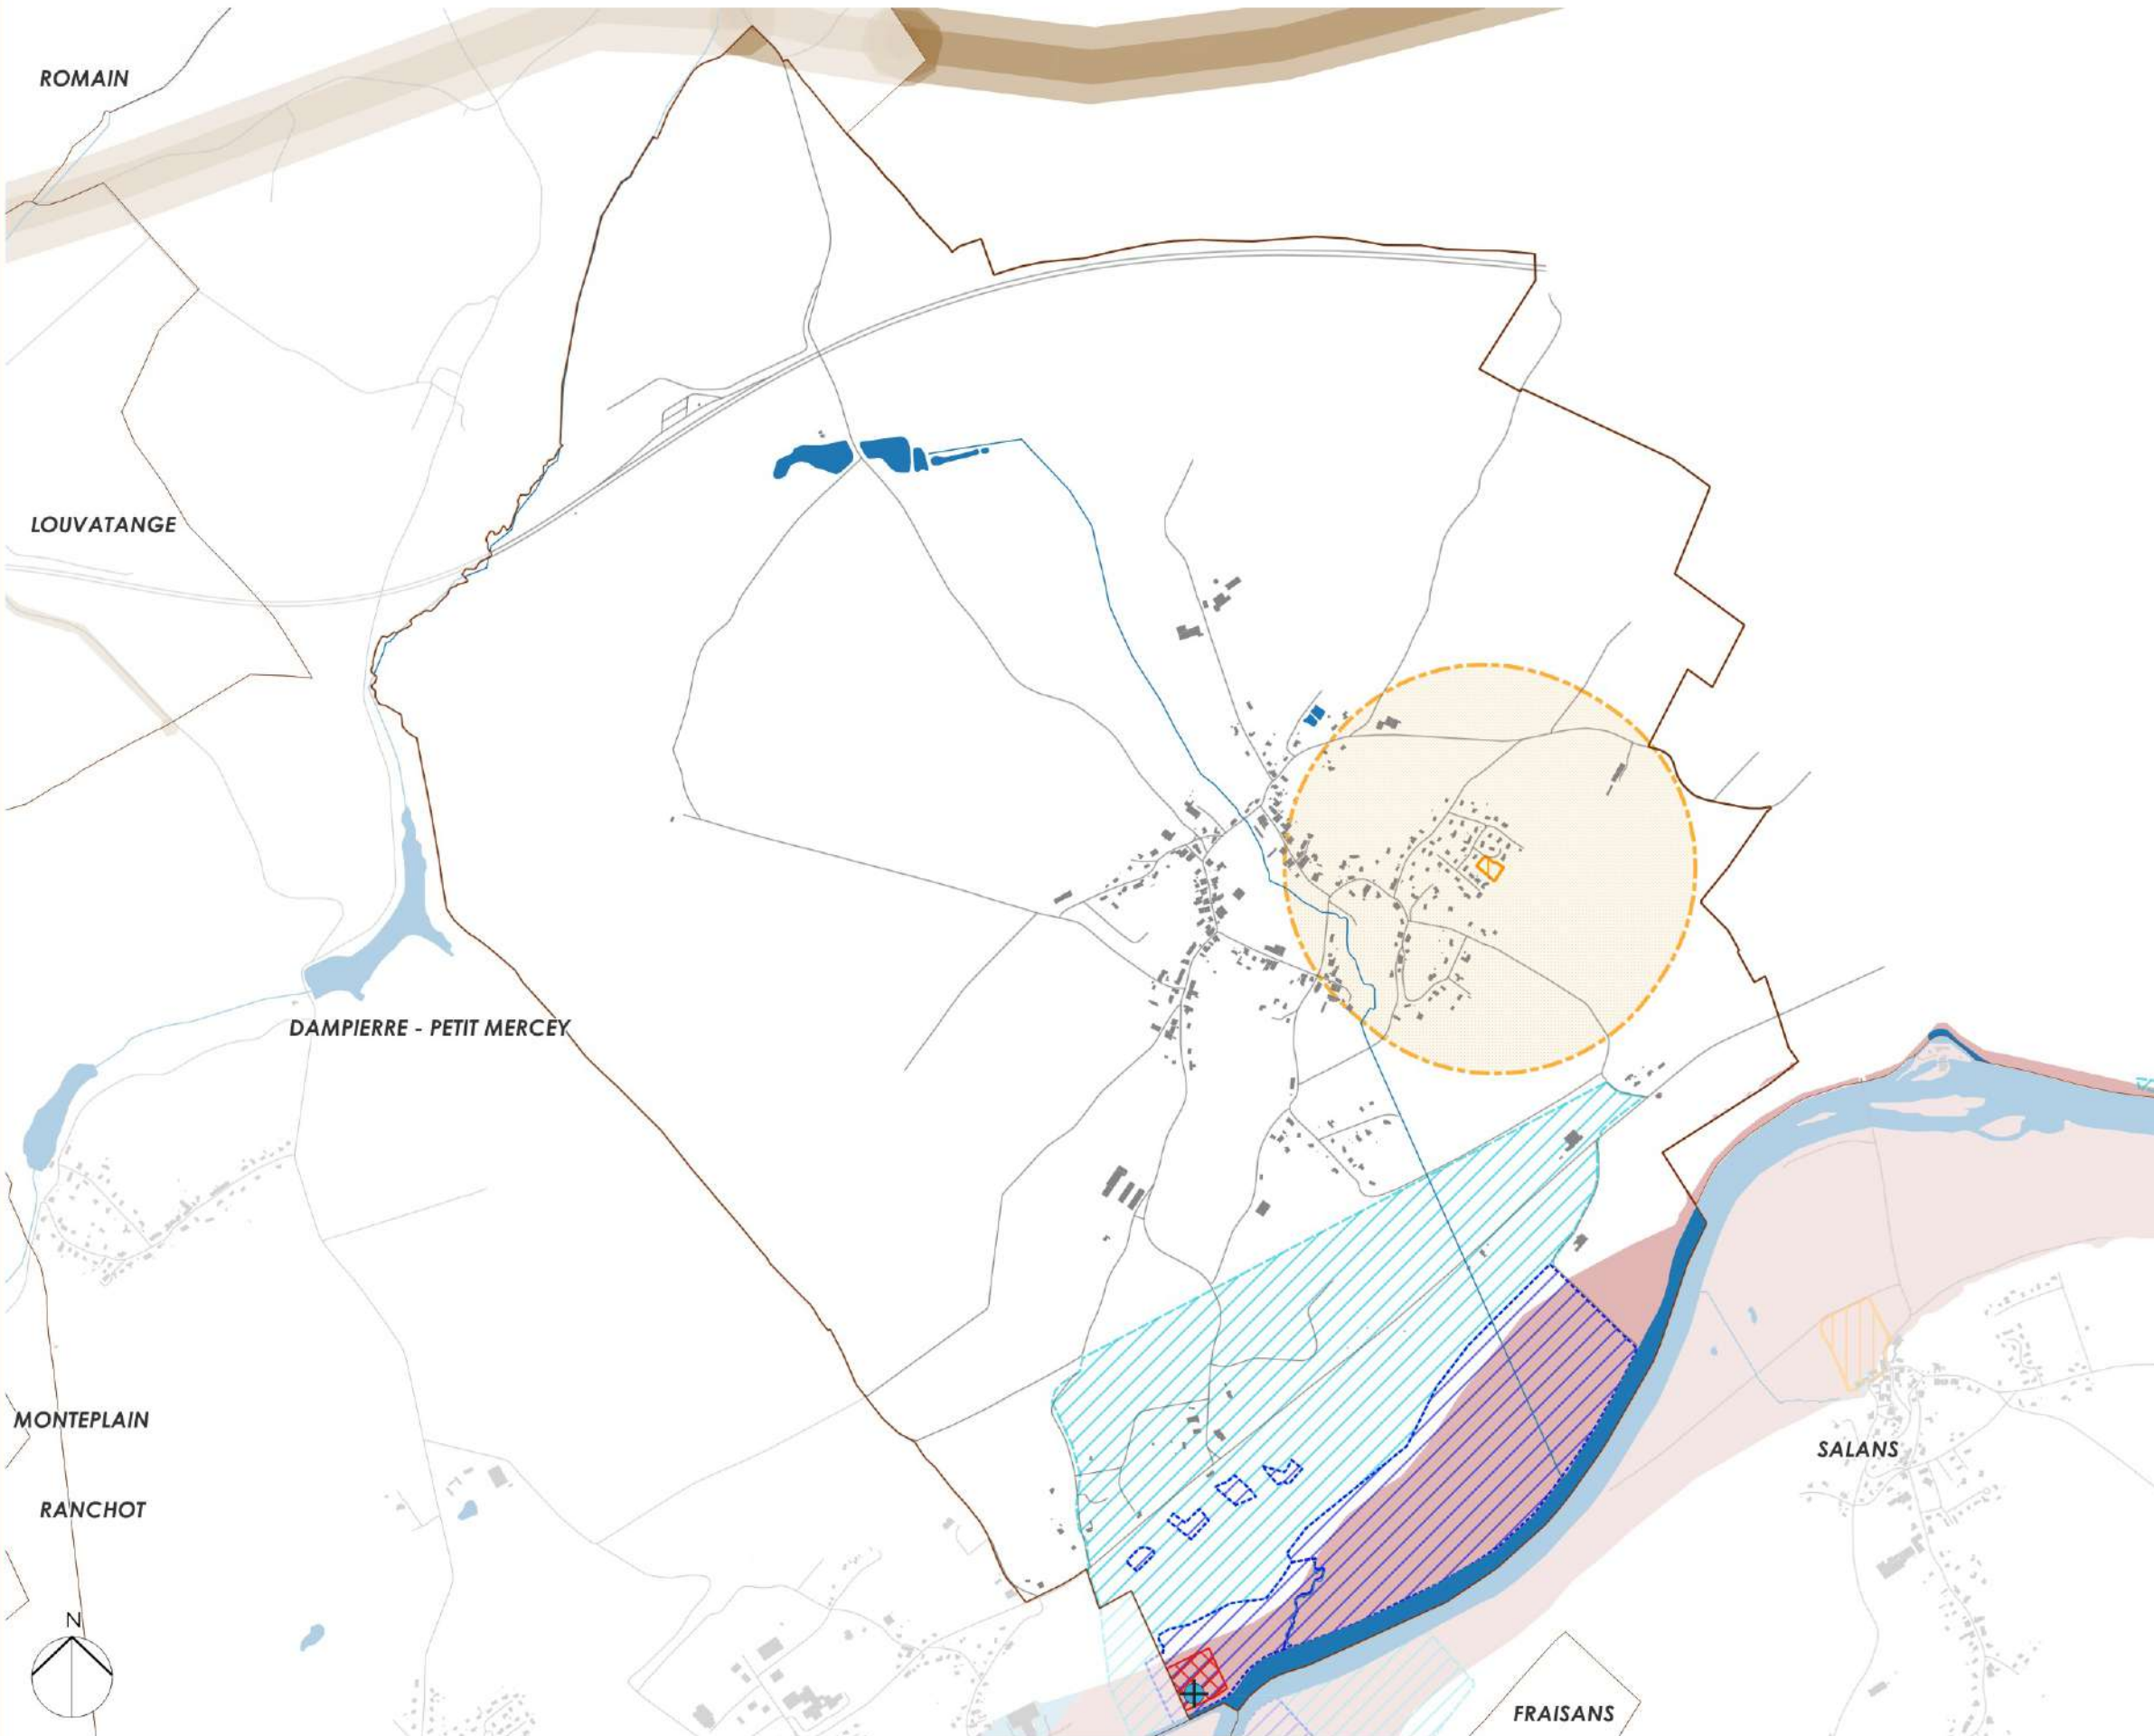 ROMAIN
LOUVATANGE
DAMPIERRE - PETIT MERCEY
MONTEPLAIN
SALANS
RANCHOT
N
FRAISANS